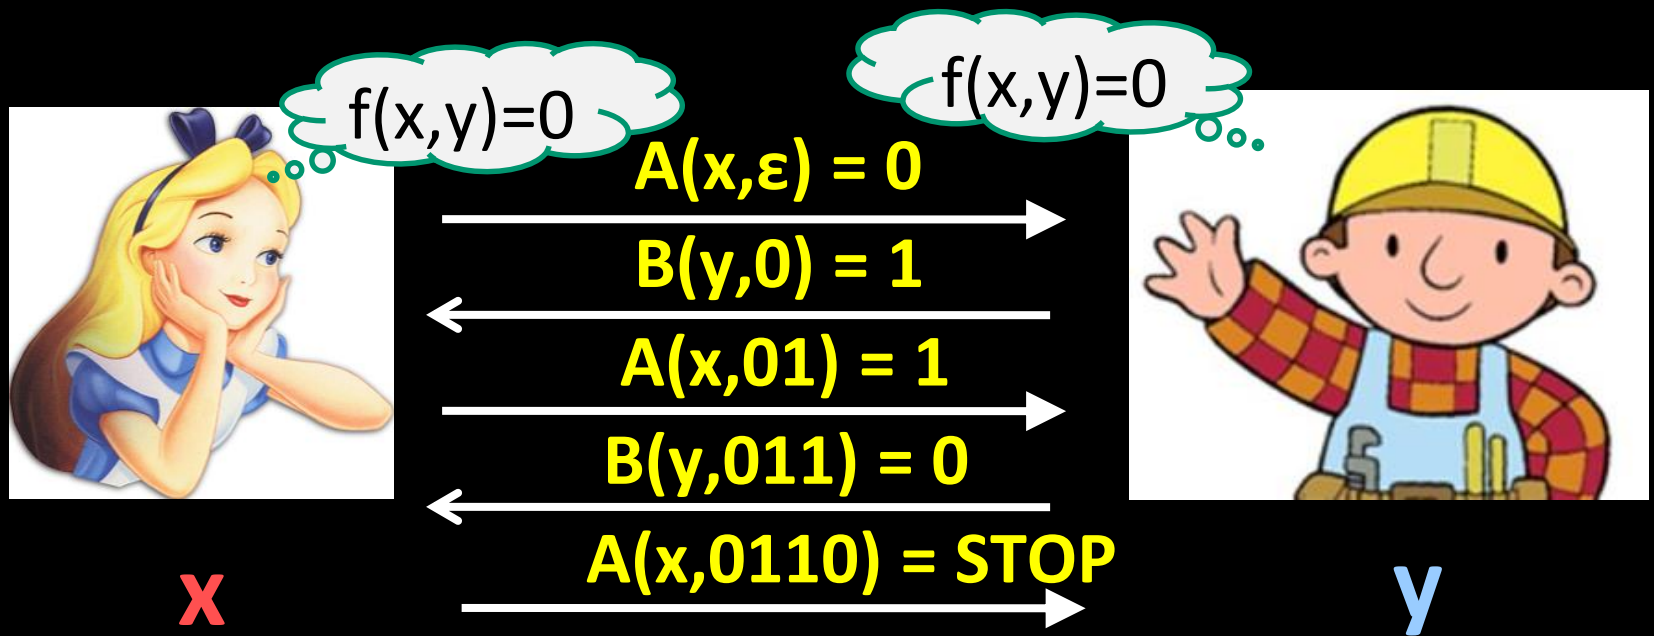 f(x,y)=0
f(x,y)=0
A(x,ε) = 0
B(y,0) = 1
A(x,01) = 1
B(y,011) = 0
A(x,0110) = STOP
x
y